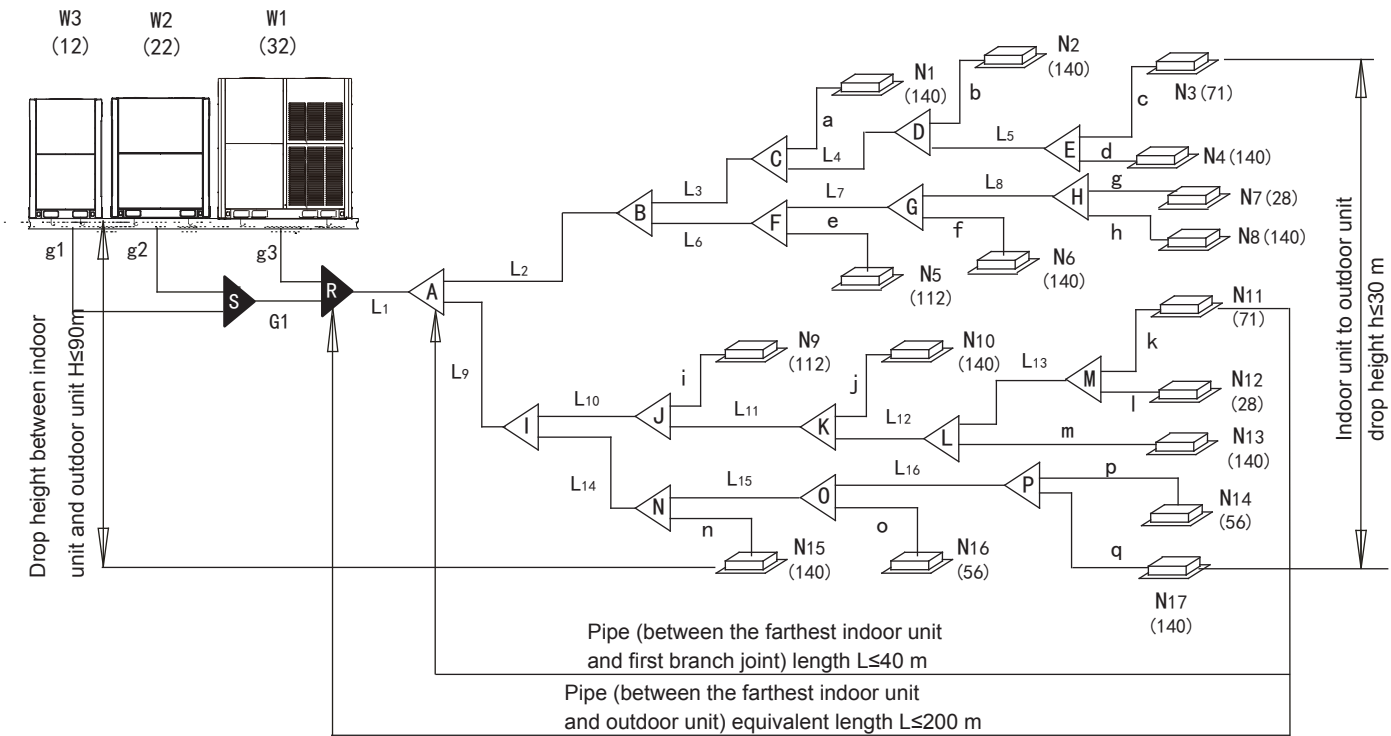 W3
(12)
W2
(22)
W1
(32)
g1
g2
g3
S
G1
R
L1
A
L2
B
L3
C
a
N1
(140)
L4
D
b
N2
(140)
L5
E
c
N3 (71)
d
N4 (140)
L6
F
L7
e
N5
(112)
G
L8
f
N6
(140)
H
g
N7 (28)
h
N8 (140)
L9
I
L10
J
i
N9
(112)
L11
K
j
N10
(140)
L12
L
L13
M
k
N11
(71)
l
N12
(28)
m
N13
(140)
L14
N
L15
n
N15
(140)
O
L16
o
N16
(56)
P
p
N14
(56)
q
N17
(140)
Drop height between indoor
unit and outdoor unit H≤90m
Indoor unit to outdoor unit
drop height h≤30 m
Pipe (between the farthest indoor unit
and first branch joint) length L≤40 m
Pipe (between the farthest indoor unit
and outdoor unit) equivalent length L≤200 m